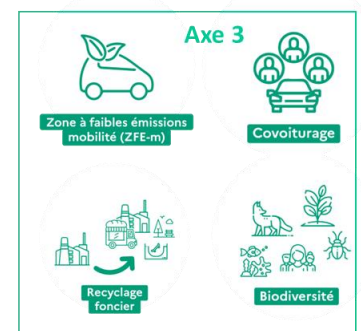 Axe 3
Zone à faibles émissions
mobilité (ZFE-m)
Covoiturage
Recyclage
foncier
Biodiversité